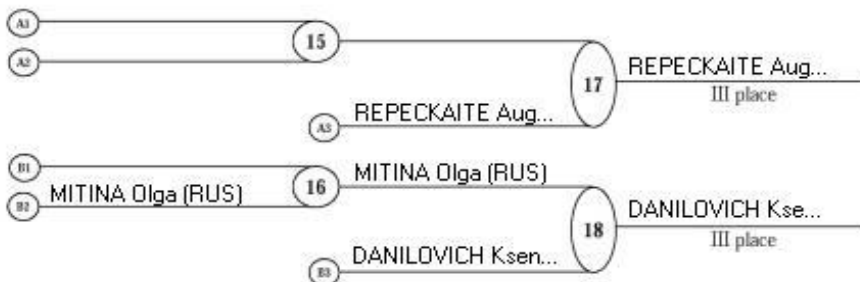 A1
15
A2
17
REPECKAITE Aug...
III place
A3
REPECKAITE Aug...
B1
16
MITINA Olga (RUS)
B2
MITINA Olga (RUS)
18
DANILOVICH Kse...
III place
B3
DANILOVICH Ksen...